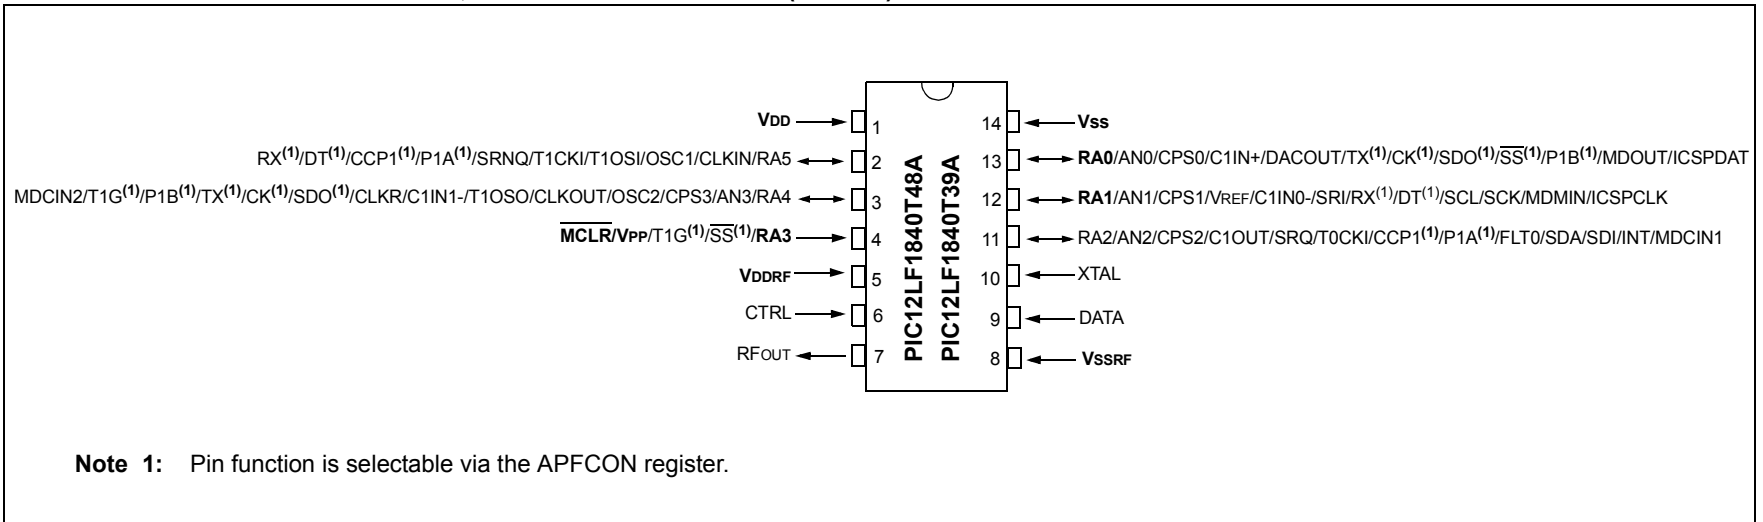 VDD
RX(1)/DT(1)/CCP1(1)/P1A(1)/SRNQ/T1CKI/T1OSI/OSC1/CLKIN/RA5
MDCIN2/T1G(1)/P1B(1)/TX(1)/CK(1)/SDO(1)/CLKR/C1IN1-/T1OSO/CLKOUT/OSC2/CPS3/AN3/RA4
MCLR/VPP/T1G(1)/SS(1)/RA3
VDDRF
CTRL
RFOUT
1
2
3
4
5
6
7
PIC12LF1840T48A
PIC12LF1840T39A
14
13
12
11
10
9
8
VSS
RA0/AN0/CPS0/C1IN+/DACOUT/TX(1)/CK(1)/SDO(1)/SS(1)/P1B(1)/MDOUT/ICSPDAT
RA1/AN1/CPS1/VREF/C1IN0-/SRI/RX(1)/DT(1)/SCL/SCK/MDMIN/ICSPCLK
RA2/AN2/CPS2/C1OUT/SRQ/T0CKI/CCP1(1)/P1A(1)/FLT0/SDA/SDI/INT/MDCIN1
XTAL
DATA
VSSRF
Note 1: Pin function is selectable via the APFCON register.